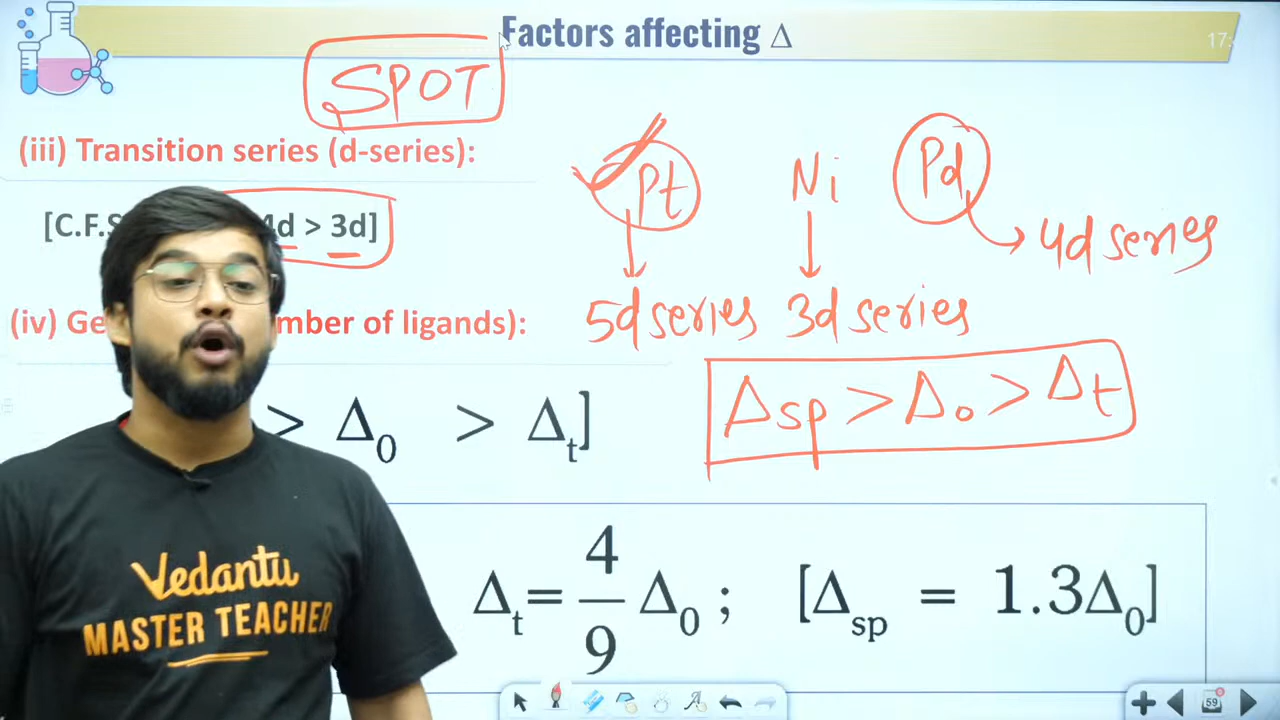 Factors affecting Δ
17:
SPOT
(iii) Transition series (d-series):
Pt Ni Pd
[C.F.S 4d > 3d]
4d series
(iv) Ge mber of ligands):
5d series 3d series
Δsp > Δo > Δt
> Δ0 > Δt]
Δt = 4/9 Δ0 ; [Δsp = 1.3Δ0]
Vedantu
MASTER TEACHER
59